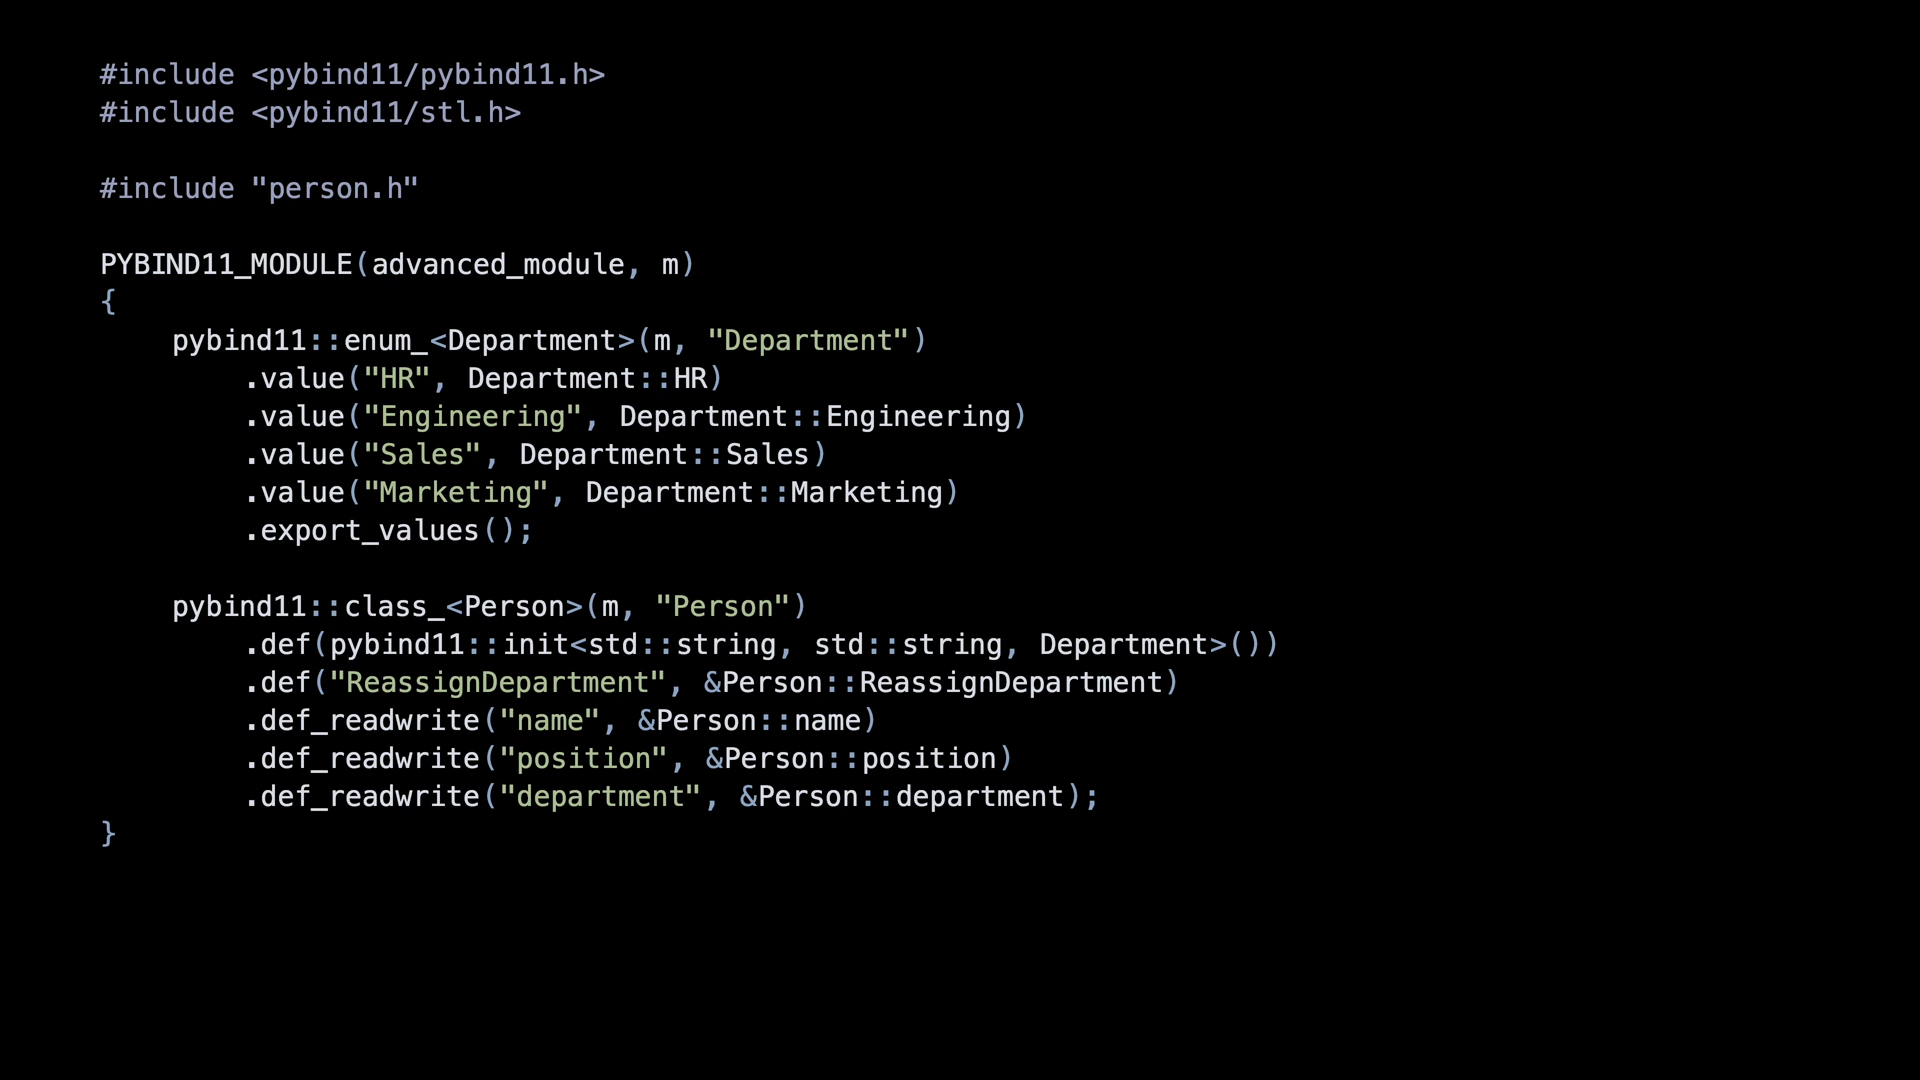 #include <pybind11/pybind11.h>
#include <pybind11/stl.h>
#include "person.h"
PYBIND11_MODULE(advanced_module, m)
{
    pybind11::enum_<Department>(m, "Department")
        .value("HR", Department::HR)
        .value("Engineering", Department::Engineering)
        .value("Sales", Department::Sales)
        .value("Marketing", Department::Marketing)
        .export_values();
    pybind11::class_<Person>(m, "Person")
        .def(pybind11::init<std::string, std::string, Department>())
        .def("ReassignDepartment", &Person::ReassignDepartment)
        .def_readwrite("name", &Person::name)
        .def_readwrite("position", &Person::position)
        .def_readwrite("department", &Person::department);
}